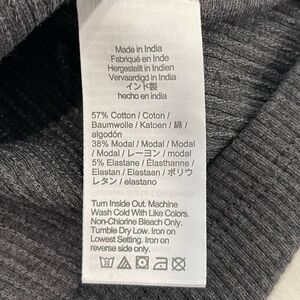 Made in India
Fabriqué en Inde
Hergestellt in Indien
Vervaardigd in India
インド製
hecho en india
57% Cotton / Coton /
Baumwolle / Katoen / 綿 /
algodón
38% Modal / Modal / Modal
/ Modal / レーヨン / modal
5% Elastane / Élasthanne /
Elastan / Elastaan / ポリウ
レタン / elastano
Turn Inside Out. Machine
Wash Cold With Like Colors.
Non-Chlorine Bleach Only.
Tumble Dry Low. Iron on
Lowest Setting. Iron on
reverse side only.